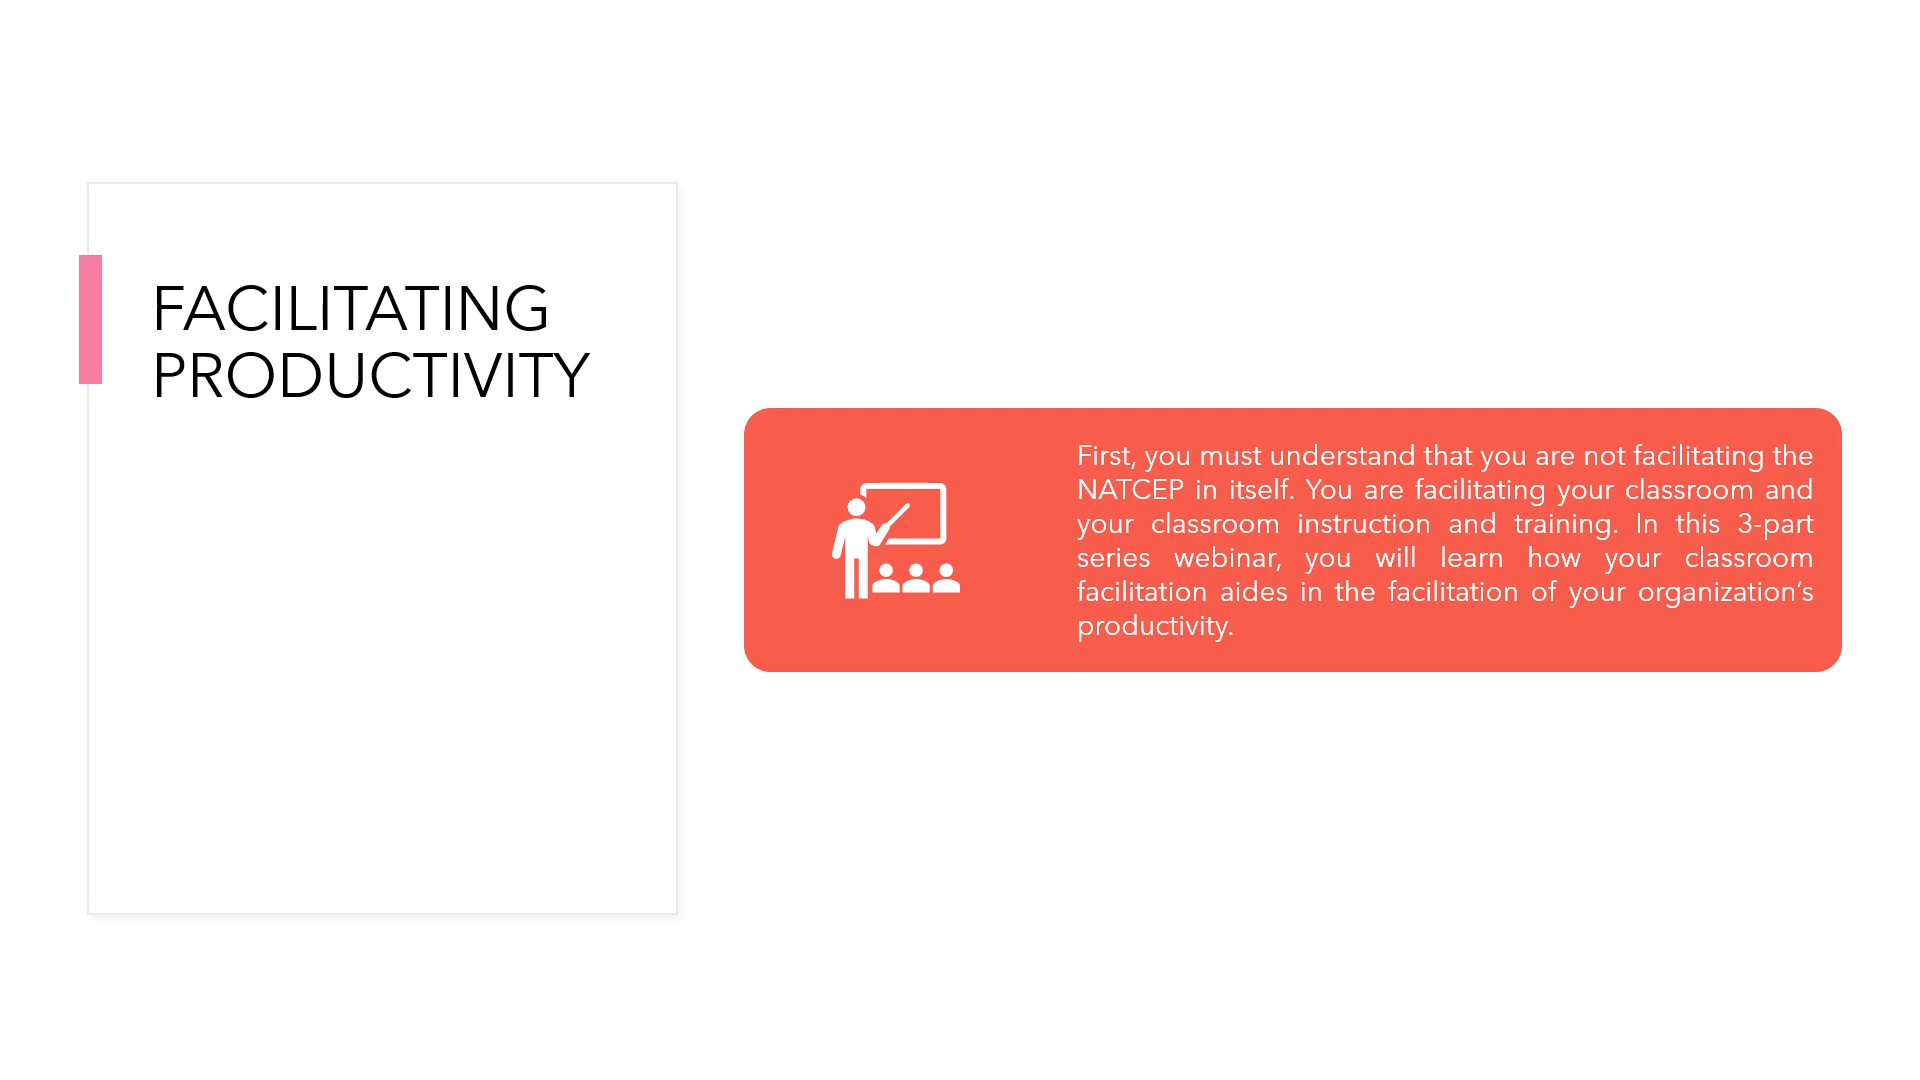 FACILITATING
PRODUCTIVITY
First, you must understand that you are not facilitating the
NATCEP in itself. You are facilitating your classroom and
your classroom instruction and training. In this 3-part
series webinar, you will learn how your classroom
facilitation aides in the facilitation of your organization‘s
productivity.